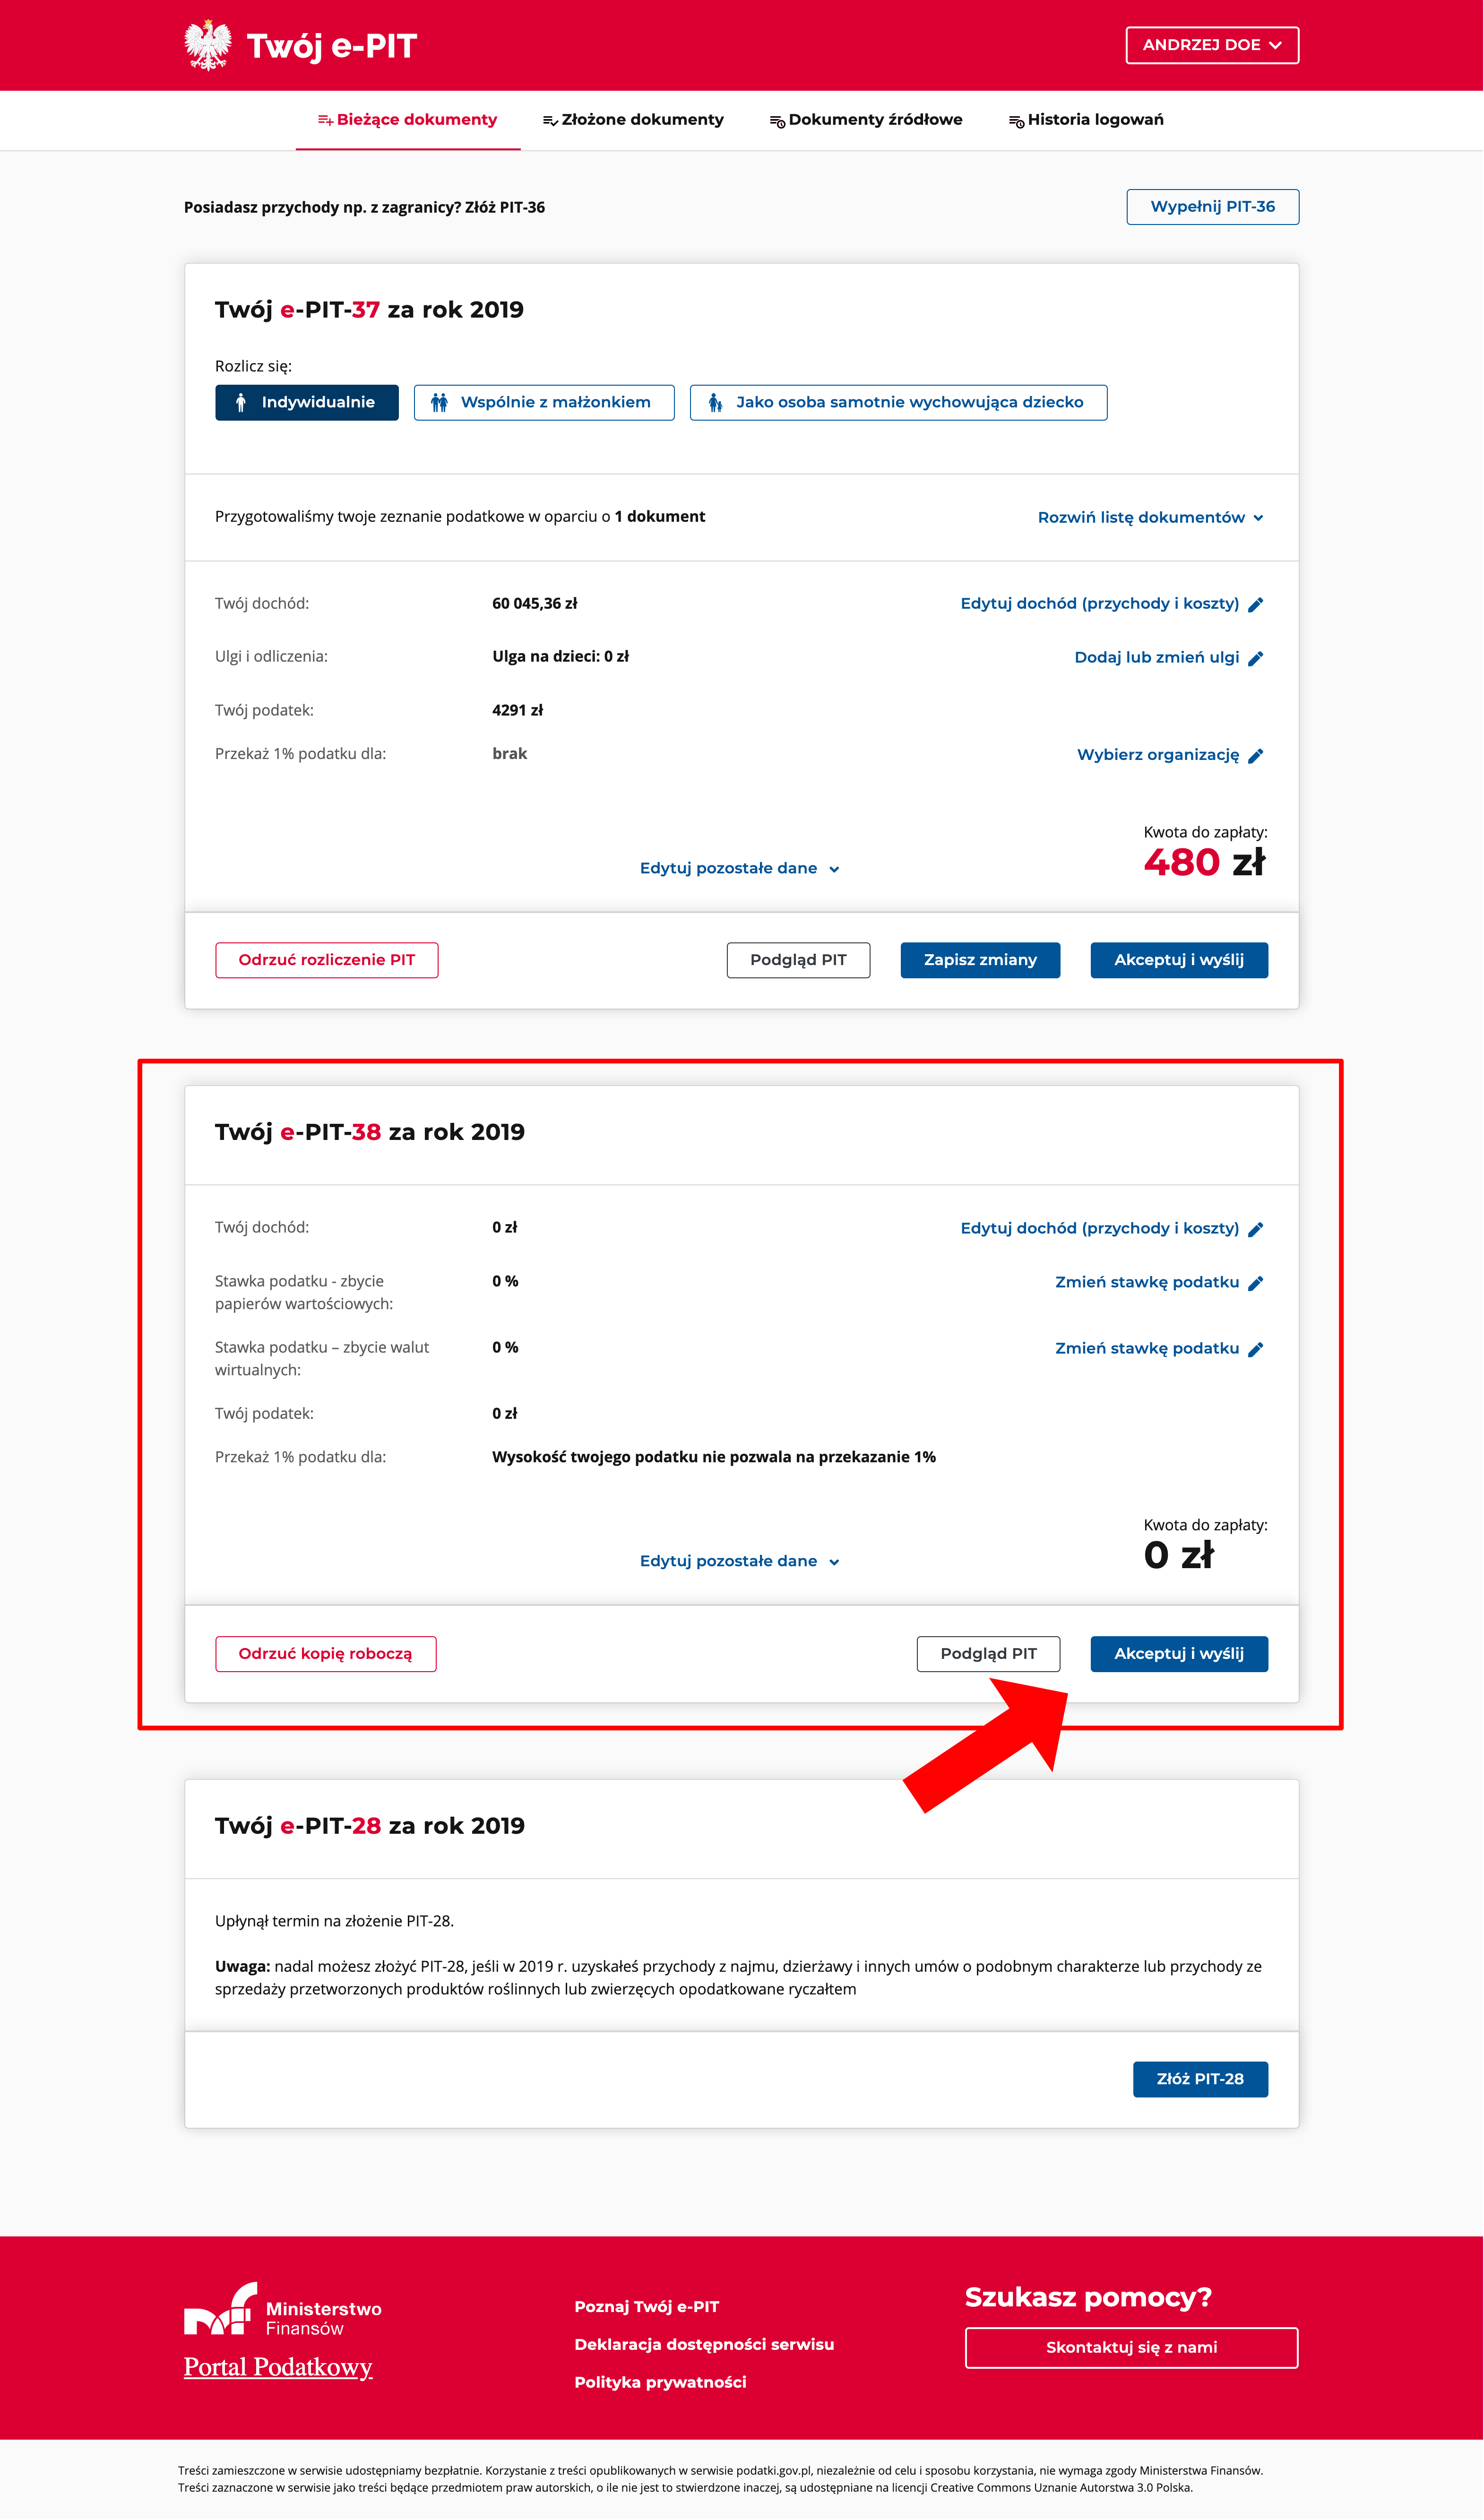 Twój e-PIT
ANDRZEJ DOE
Bieżące dokumenty
Złożone dokumenty
Dokumenty źródłowe
Historia logowań
Posiadasz przychody np. z zagranicy? Złóż PIT-36
Wypełnij PIT-36
Twój e-PIT-37 za rok 2019
Rozlicz się:
Indywidualnie
Wspólnie z małżonkiem
Jako osoba samotnie wychowująca dziecko
Przygotowaliśmy twoje zeznanie podatkowe w oparciu o 1 dokument
Rozwiń listę dokumentów
Twój dochód:
60 045,36 zł
Edytuj dochód (przychody i koszty)
Ulgi i odliczenia:
Ulga na dzieci: 0 zł
Dodaj lub zmień ulgi
Twój podatek:
4291 zł
Przekaż 1% podatku dla:
brak
Wybierz organizację
Kwota do zapłaty:
480 zł
Edytuj pozostałe dane
Odrzuć rozliczenie PIT
Podgląd PIT
Zapisz zmiany
Akceptuj i wyślij
Twój e-PIT-38 za rok 2019
Twój dochód:
0 zł
Edytuj dochód (przychody i koszty)
Stawka podatku - zbycie
papierów wartościowych:
0 %
Zmień stawkę podatku
Stawka podatku – zbycie walut
wirtualnych:
0 %
Zmień stawkę podatku
Twój podatek:
0 zł
Przekaż 1% podatku dla:
Wysokość twojego podatku nie pozwala na przekazanie 1%
Kwota do zapłaty:
0 zł
Edytuj pozostałe dane
Odrzuć kopię roboczą
Podgląd PIT
Akceptuj i wyślij
Twój e-PIT-28 za rok 2019
Upłynął termin na złożenie PIT-28.
Uwaga: nadal możesz złożyć PIT-28, jeśli w 2019 r. uzyskałeś przychody z najmu, dzierżawy i innych umów o podobnym charakterze lub przychody ze
sprzedaży przetworzonych produktów roślinnych lub zwierzęcych opodatkowane ryczałtem
Złóż PIT-28
Ministerstwo
Finansów
Portal Podatkowy
Poznaj Twój e-PIT
Deklaracja dostępności serwisu
Polityka prywatności
Szukasz pomocy?
Skontaktuj się z nami
Treści zamieszczone w serwisie udostępniamy bezpłatnie. Korzystanie z treści opublikowanych w serwisie podatki.gov.pl, niezależnie od celu i sposobu korzystania, nie wymaga zgody Ministerstwa Finansów.
Treści zaznaczone w serwisie jako treści będące przedmiotem praw autorskich, o ile nie jest to stwierdzone inaczej, są udostępniane na licencji Creative Commons Uznanie Autorstwa 3.0 Polska.